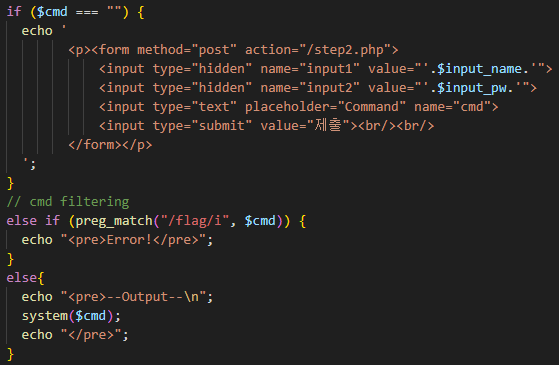 if ($cmd === "") {
  echo '
        <p><form method="post" action="/step2.php">
            <input type="hidden" name="input1" value="'.$input_name.'">
            <input type="hidden" name="input2" value="'.$input_pw.'">
            <input type="text" placeholder="Command" name="cmd">
            <input type="submit" value="제출"><br/><br/>
        </form></p>
  ';
}
// cmd filtering
else if (preg_match("/flag/i", $cmd)) {
  echo "<pre>Error!</pre>";
}
else{
  echo "<pre>--Output--\n";
  system($cmd);
  echo "</pre>";
}